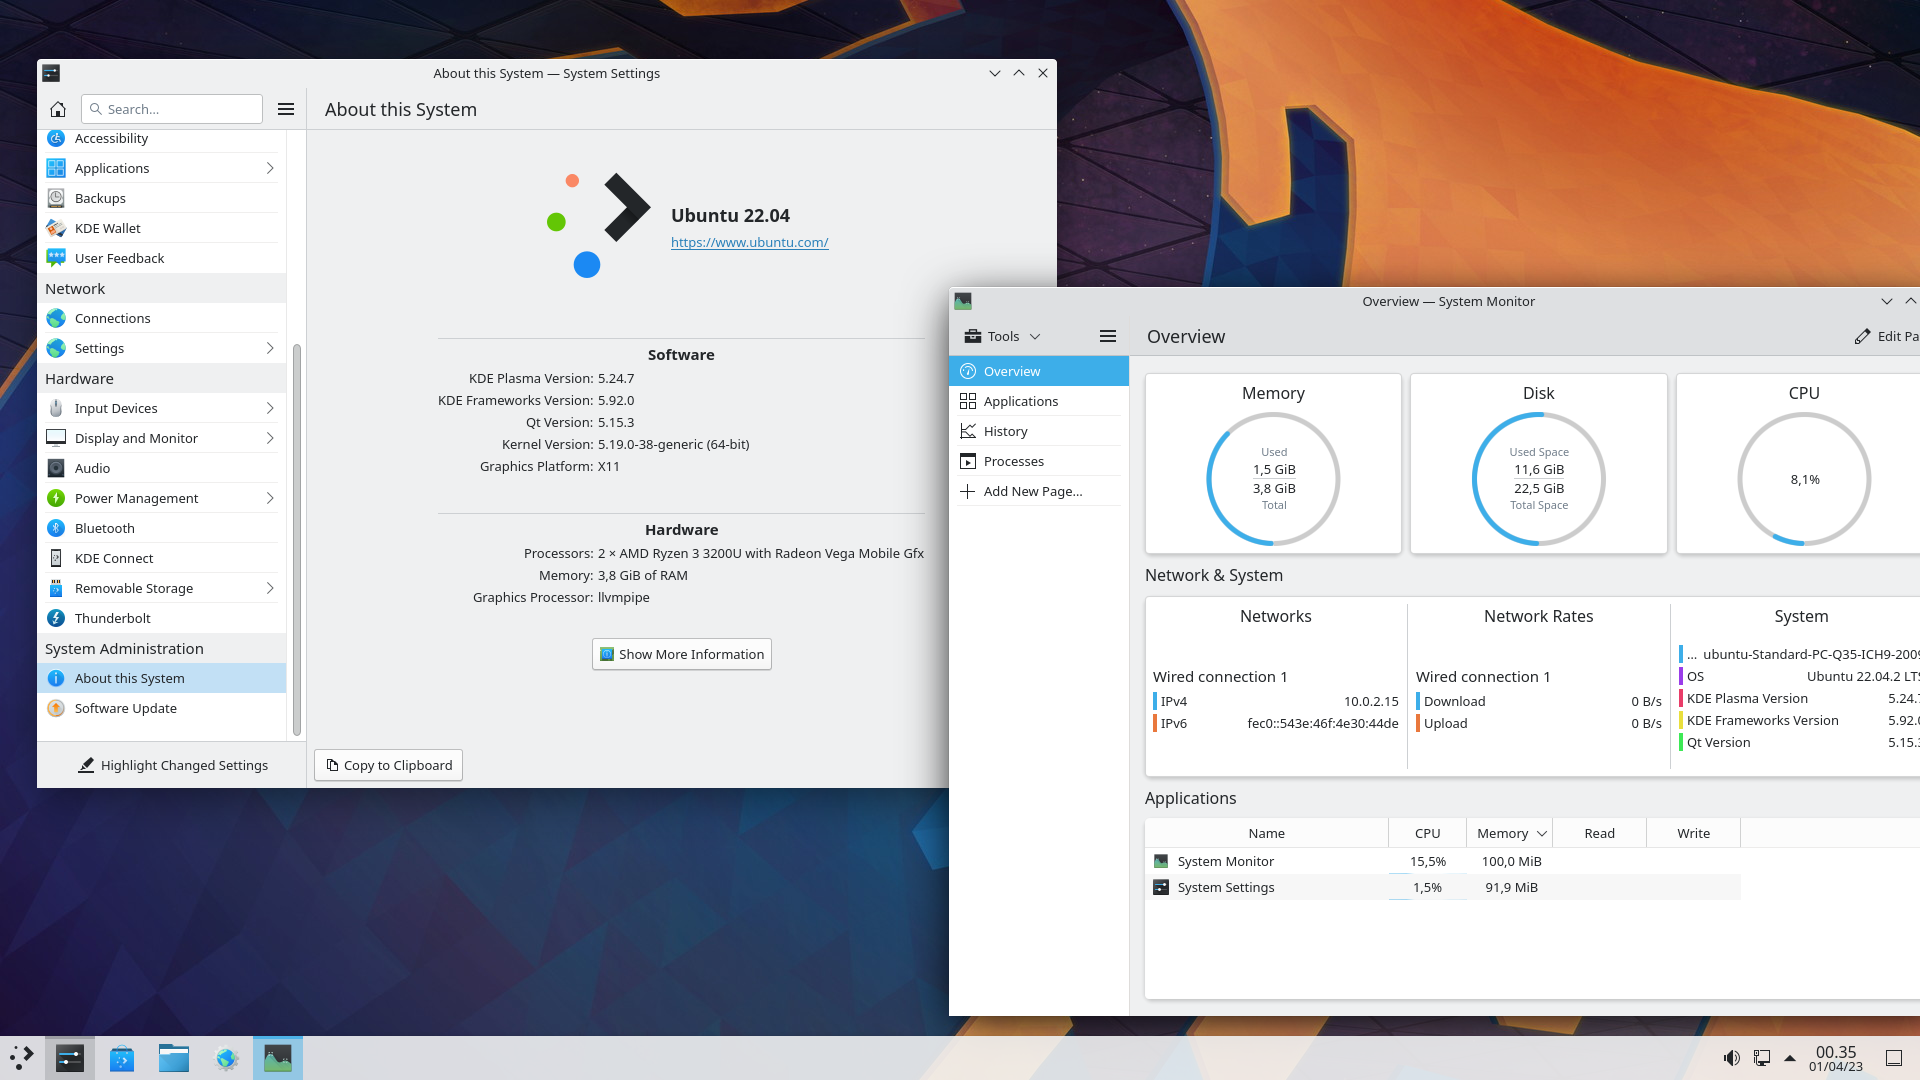 About this System — System Settings
Search...
About this System
Accessibility
Applications
Backups
KDE Wallet
User Feedback
Network
Connections
Settings
Hardware
Input Devices
Display and Monitor
Audio
Power Management
Bluetooth
KDE Connect
Removable Storage
Thunderbolt
System Administration
About this System
Software Update
Highlight Changed Settings
Ubuntu 22.04
https://www.ubuntu.com/
Software
KDE Plasma Version: 5.24.7
KDE Frameworks Version: 5.92.0
Qt Version: 5.15.3
Kernel Version: 5.19.0-38-generic (64-bit)
Graphics Platform: X11
Hardware
Processors: 2 × AMD Ryzen 3 3200U with Radeon Vega Mobile Gfx
Memory: 3,8 GiB of RAM
Graphics Processor: llvmpipe
Show More Information
Copy to Clipboard
Overview — System Monitor
Tools
Overview
Edit Pa
Overview
Applications
History
Processes
Add New Page...
Memory
Used
1,5 GiB
3,8 GiB
Total
Disk
Used Space
11,6 GiB
22,5 GiB
Total Space
CPU
8,1%
Network & System
Networks
Wired connection 1
IPv4 10.0.2.15
IPv6 fec0::543e:46f:4e30:44de
Network Rates
Wired connection 1
Download 0 B/s
Upload 0 B/s
System
... ubuntu-Standard-PC-Q35-ICH9-2009
OS Ubuntu 22.04.2 LTS
KDE Plasma Version 5.24.7
KDE Frameworks Version 5.92.0
Qt Version 5.15.3
Applications
Name CPU Memory Read Write
System Monitor 15,5% 100,0 MiB
System Settings 1,5% 91,9 MiB
00.35
01/04/23